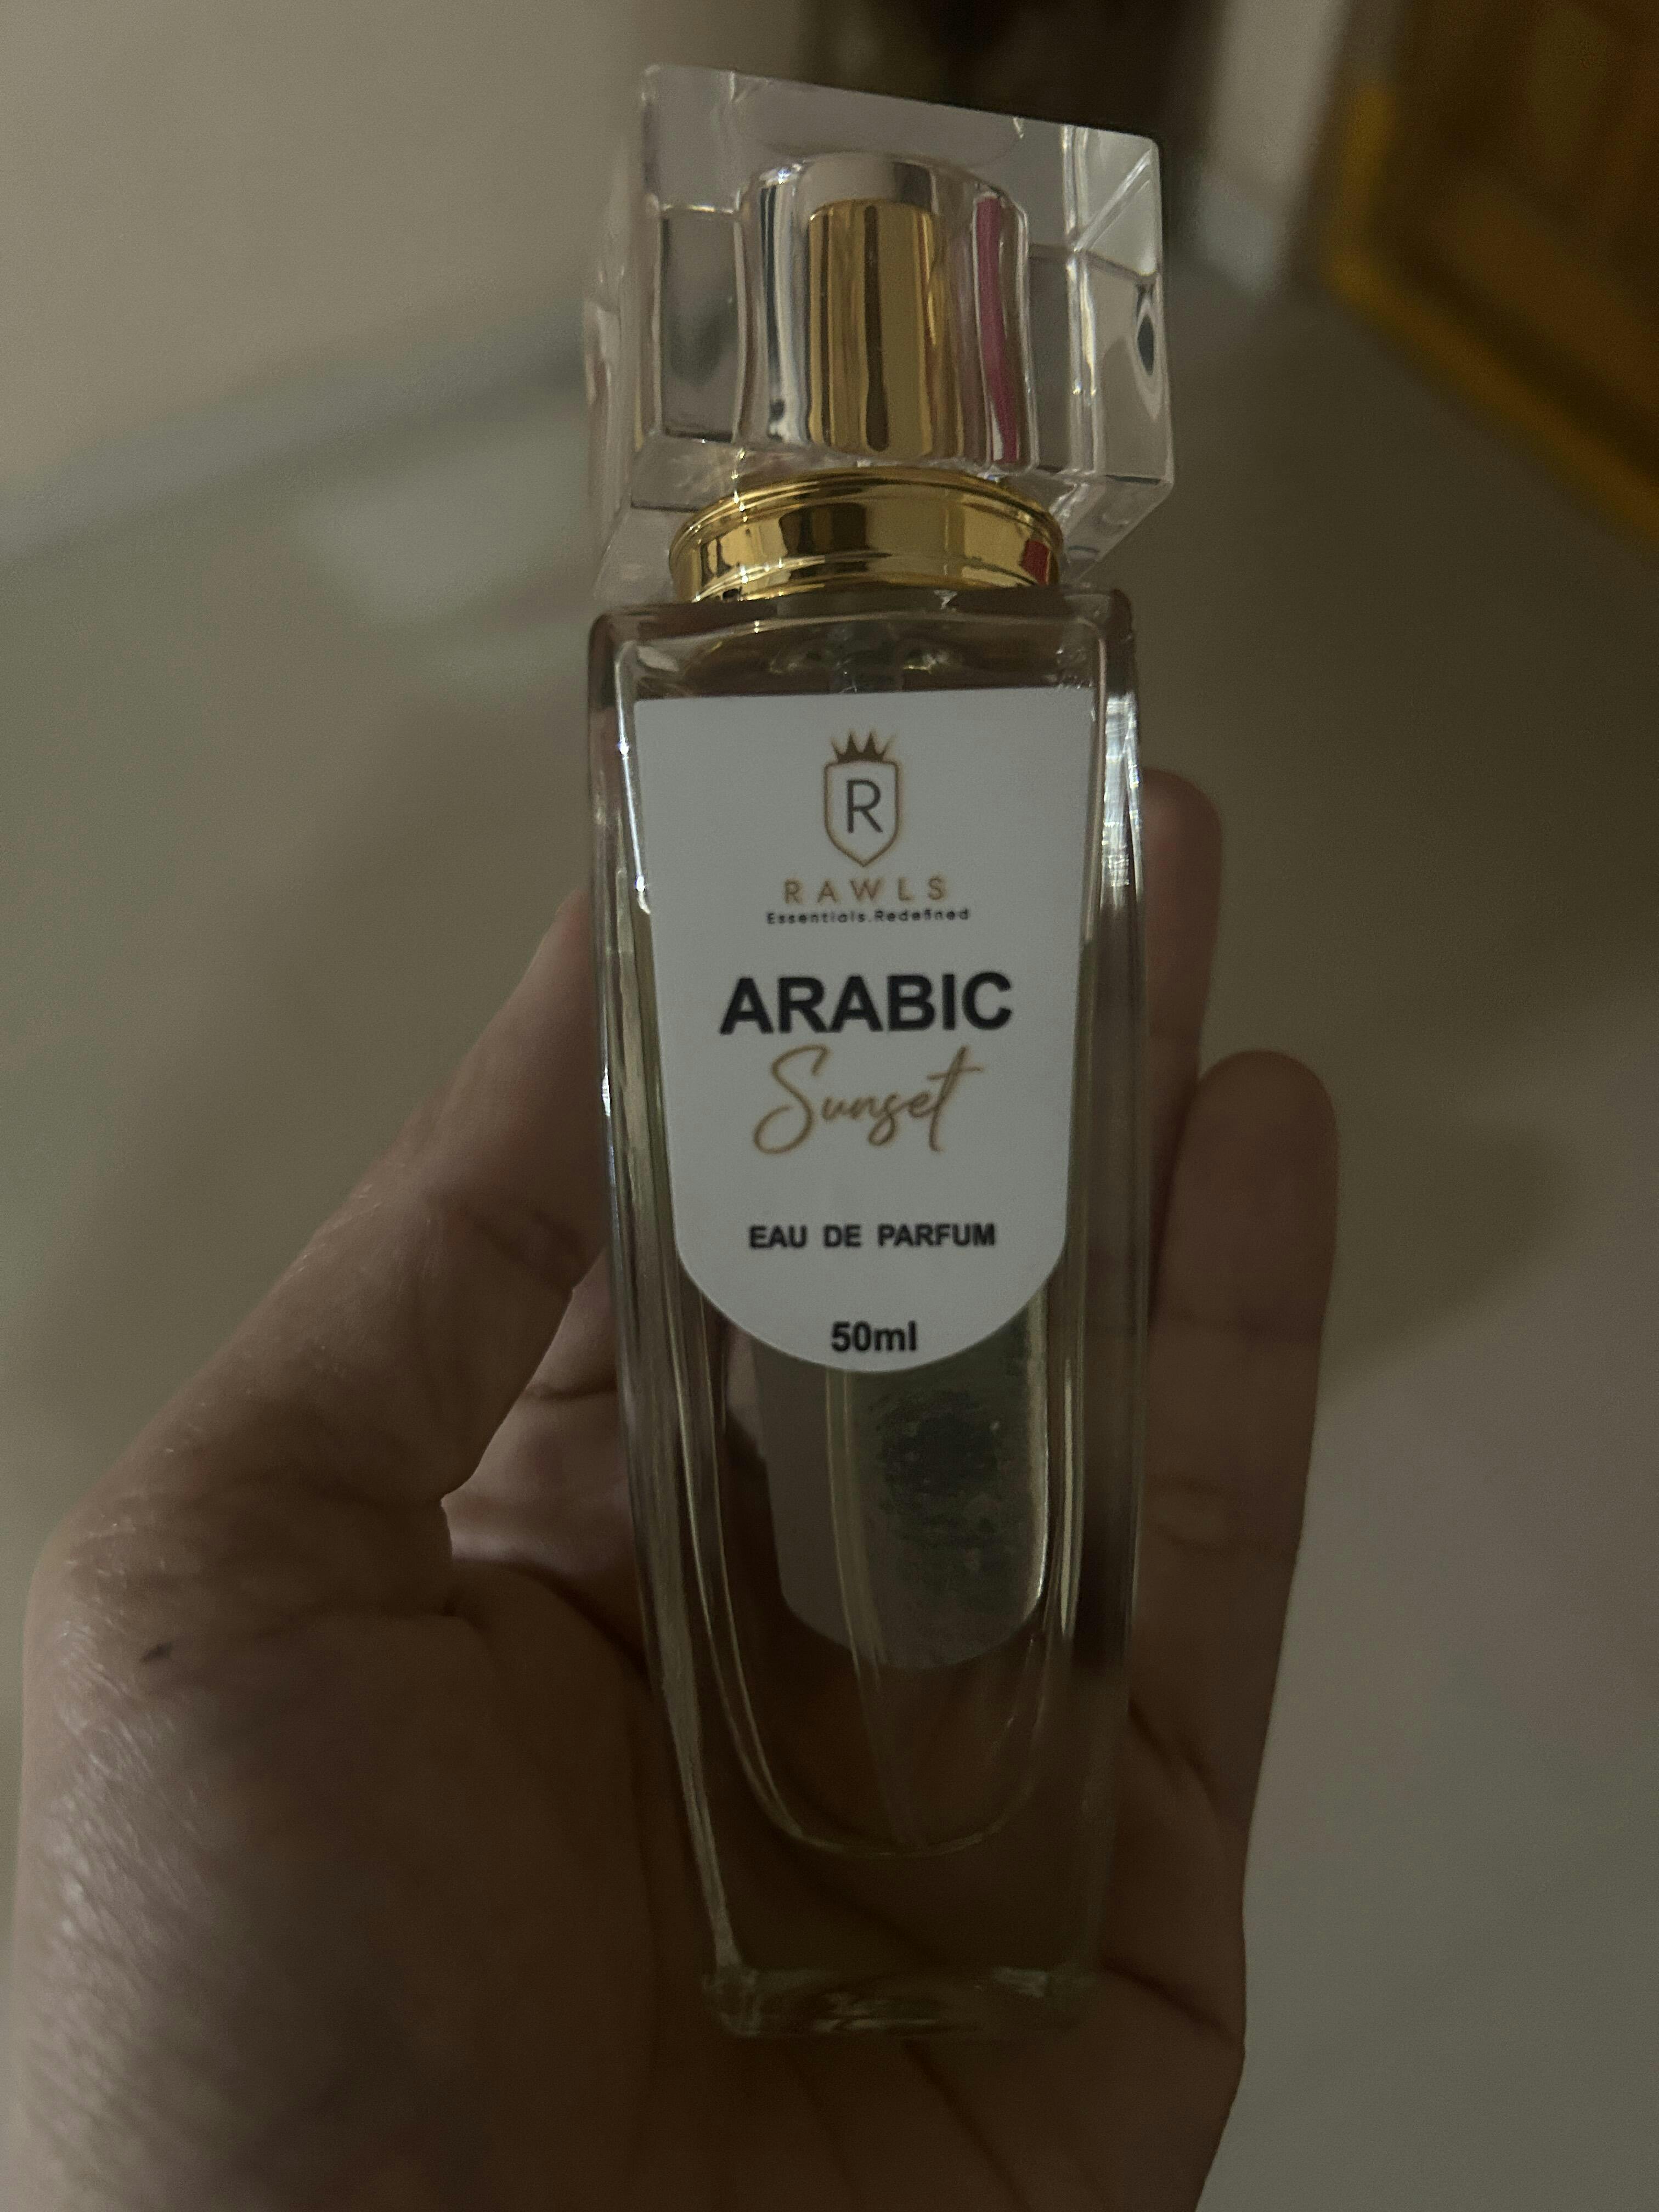 R
RAWLS
Essentials.Redefined
ARABIC
Sunset
EAU DE PARFUM
50ml